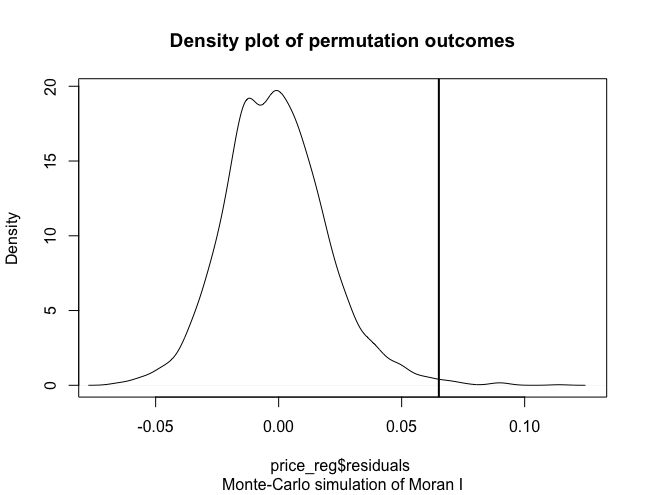 Density plot of permutation outcomes
Density
20
15
10
5
0
-0.05 0.00 0.05 0.10
price_reg$residuals
Monte-Carlo simulation of Moran I